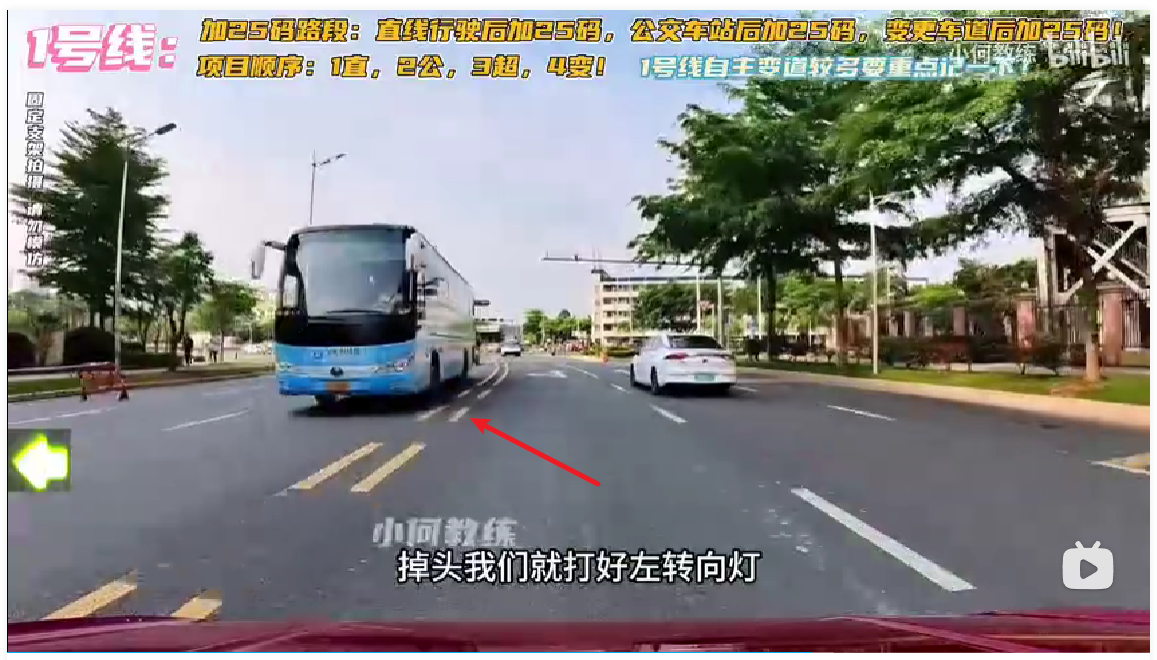 1号线：
加25码路段：直线行驶后加25码，公交车站后加25码，变更车道后加25码！
项目顺序：1直，2公，3超，4变！ 1号线自主变道较多要重点记一下！
小何教练 bilibili
固定支架拍摄 请勿模仿
小何教练
掉头我们就打好左转向灯